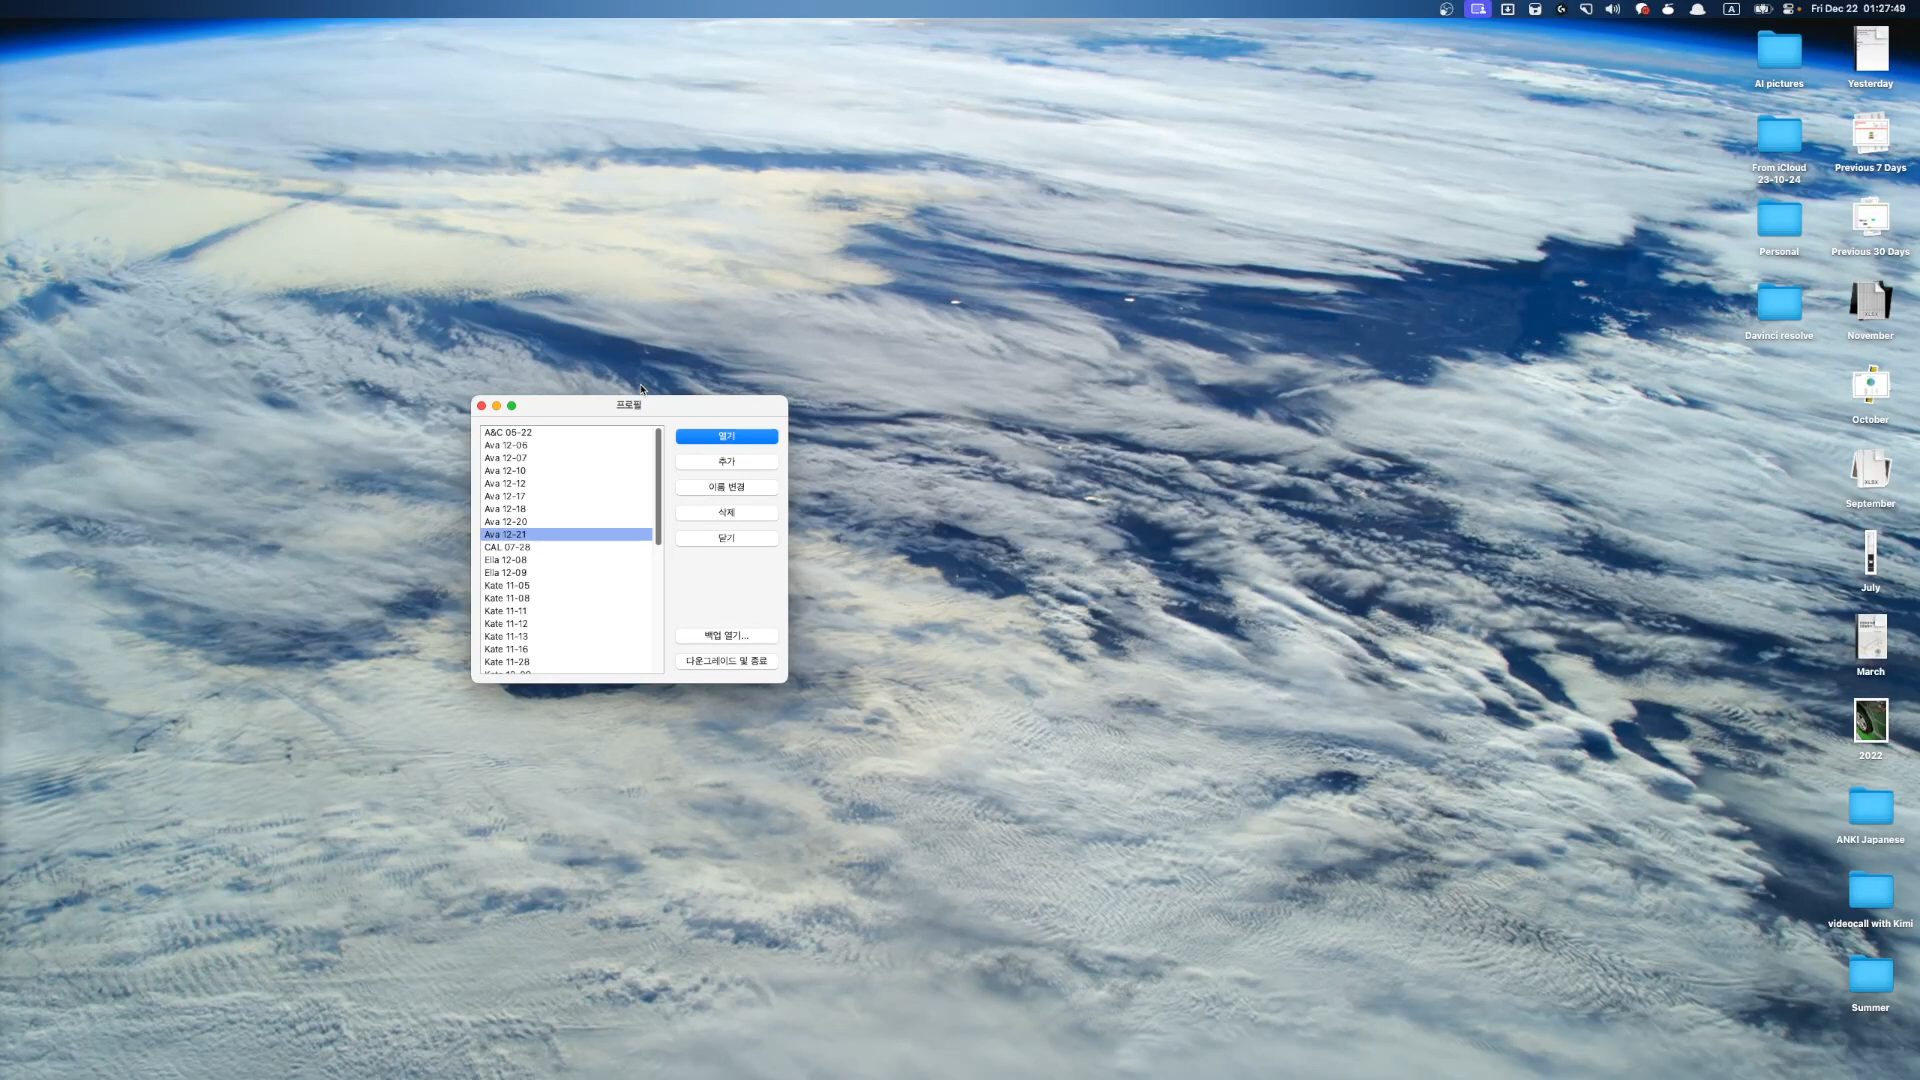 A
Fri Dec 22 01:27:49
AI pictures
Yesterday
From iCloud
23-10-24
Previous 7 Days
Personal
Previous 30 Days
Davinci resolve
XLSX
November
October
XLSX
September
July
March
2022
ANKI Japanese
videocall with Kimi
Summer
프로필
A&C 05-22
Ava 12-06
Ava 12-07
Ava 12-10
Ava 12-12
Ava 12-17
Ava 12-18
Ava 12-20
Ava 12-21
CAL 07-28
Ella 12-08
Ella 12-09
Kate 11-05
Kate 11-08
Kate 11-11
Kate 11-12
Kate 11-13
Kate 11-16
Kate 11-28
열기
추가
이름 변경
삭제
닫기
백업 열기...
다운그레이드 및 종료